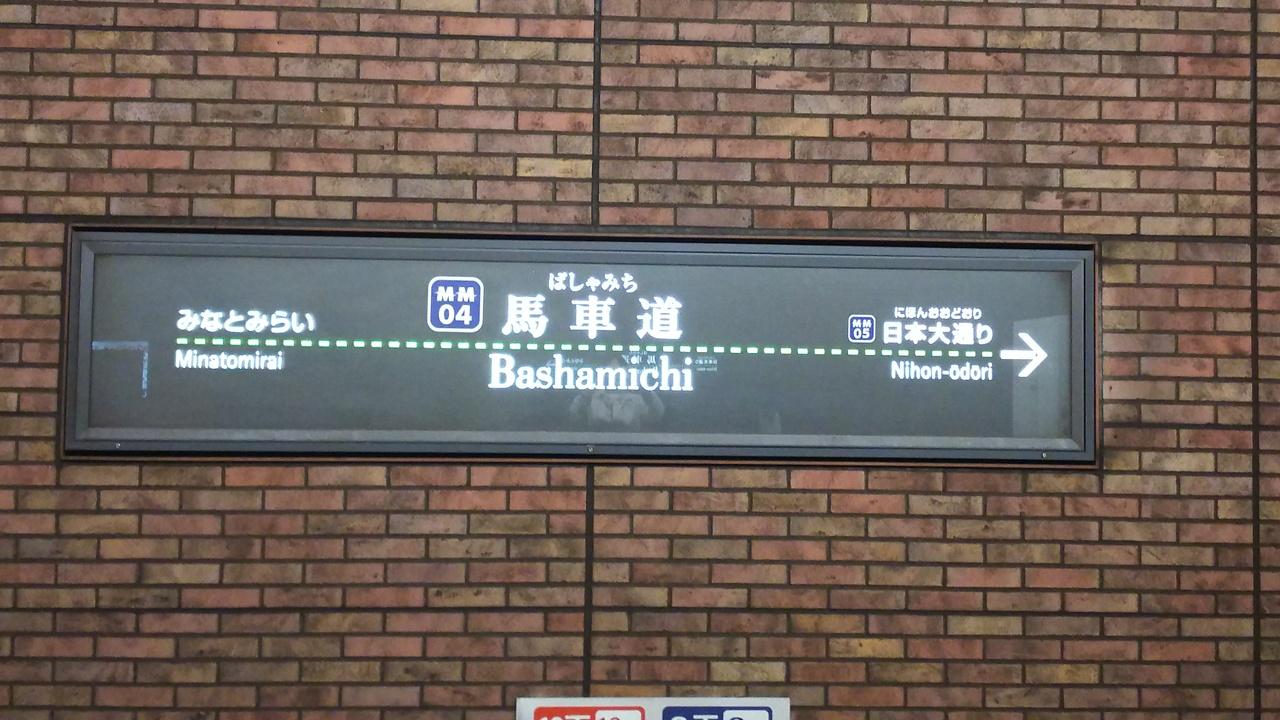 ばしゃみち
MM
04
馬車道
Bashamichi
みなとみらい
Minatomirai
にほんおおどおり
MM
05
日本大通り
Nihon-ōdōri